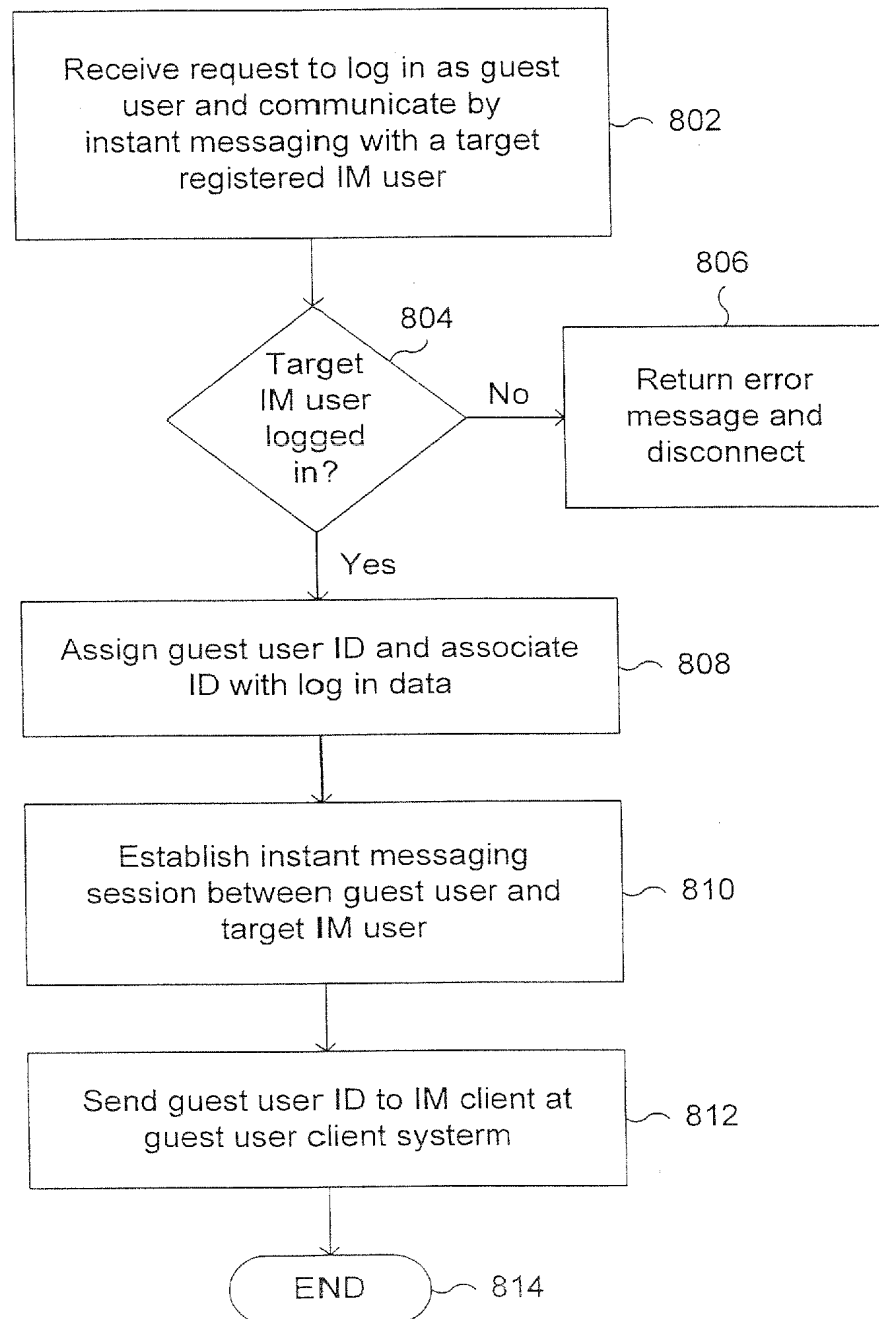 Receive request to log in as guest
user and communicate by
instant messaging with a target
registered IM user
802
806
804
Target
IM user
logged
in?
No
Return error
message and
disconnect
Yes
Assign guest user ID and associate
ID with log in data
808
Establish instant messaging
session between guest user and
target IM user
810
Send guest user ID to IM client at
guest user client systerm
812
END
814